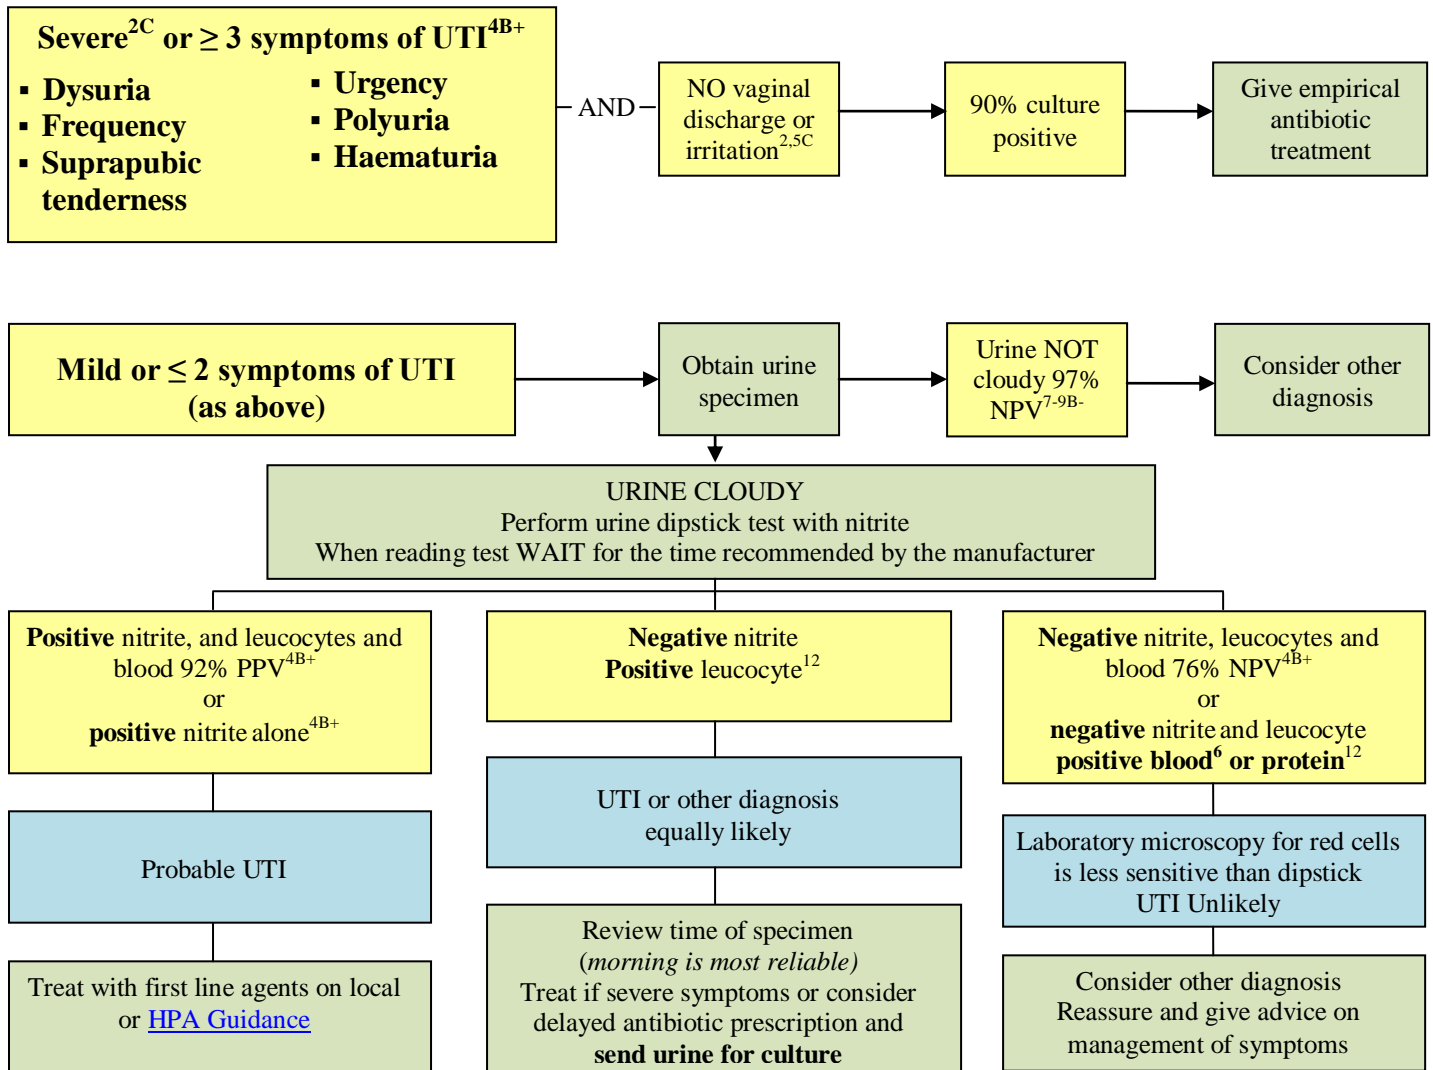 Severe2C or ≥ 3 symptoms of UTI4B+
▪ Dysuria
▪ Frequency
▪ Suprapubic
tenderness
▪ Urgency
▪ Polyuria
▪ Haematuria
AND
NO vaginal
discharge or
irritation2,5C
90% culture
positive
Give empirical
antibiotic
treatment
Mild or ≤ 2 symptoms of UTI
(as above)
Obtain urine
specimen
Urine NOT
cloudy 97%
NPV7-9B-
Consider other
diagnosis
URINE CLOUDY
Perform urine dipstick test with nitrite
When reading test WAIT for the time recommended by the manufacturer
Positive nitrite, and leucocytes and
blood 92% PPV4B+
or
positive nitrite alone4B+
Probable UTI
Treat with first line agents on local
or HPA Guidance
Negative nitrite
Positive leucocyte12
UTI or other diagnosis
equally likely
Review time of specimen
(morning is most reliable)
Treat if severe symptoms or consider
delayed antibiotic prescription and
send urine for culture
Negative nitrite, leucocytes and
blood 76% NPV4B+
or
negative nitrite and leucocyte
positive blood6 or protein12
Laboratory microscopy for red cells
is less sensitive than dipstick
UTI Unlikely
Consider other diagnosis
Reassure and give advice on
management of symptoms